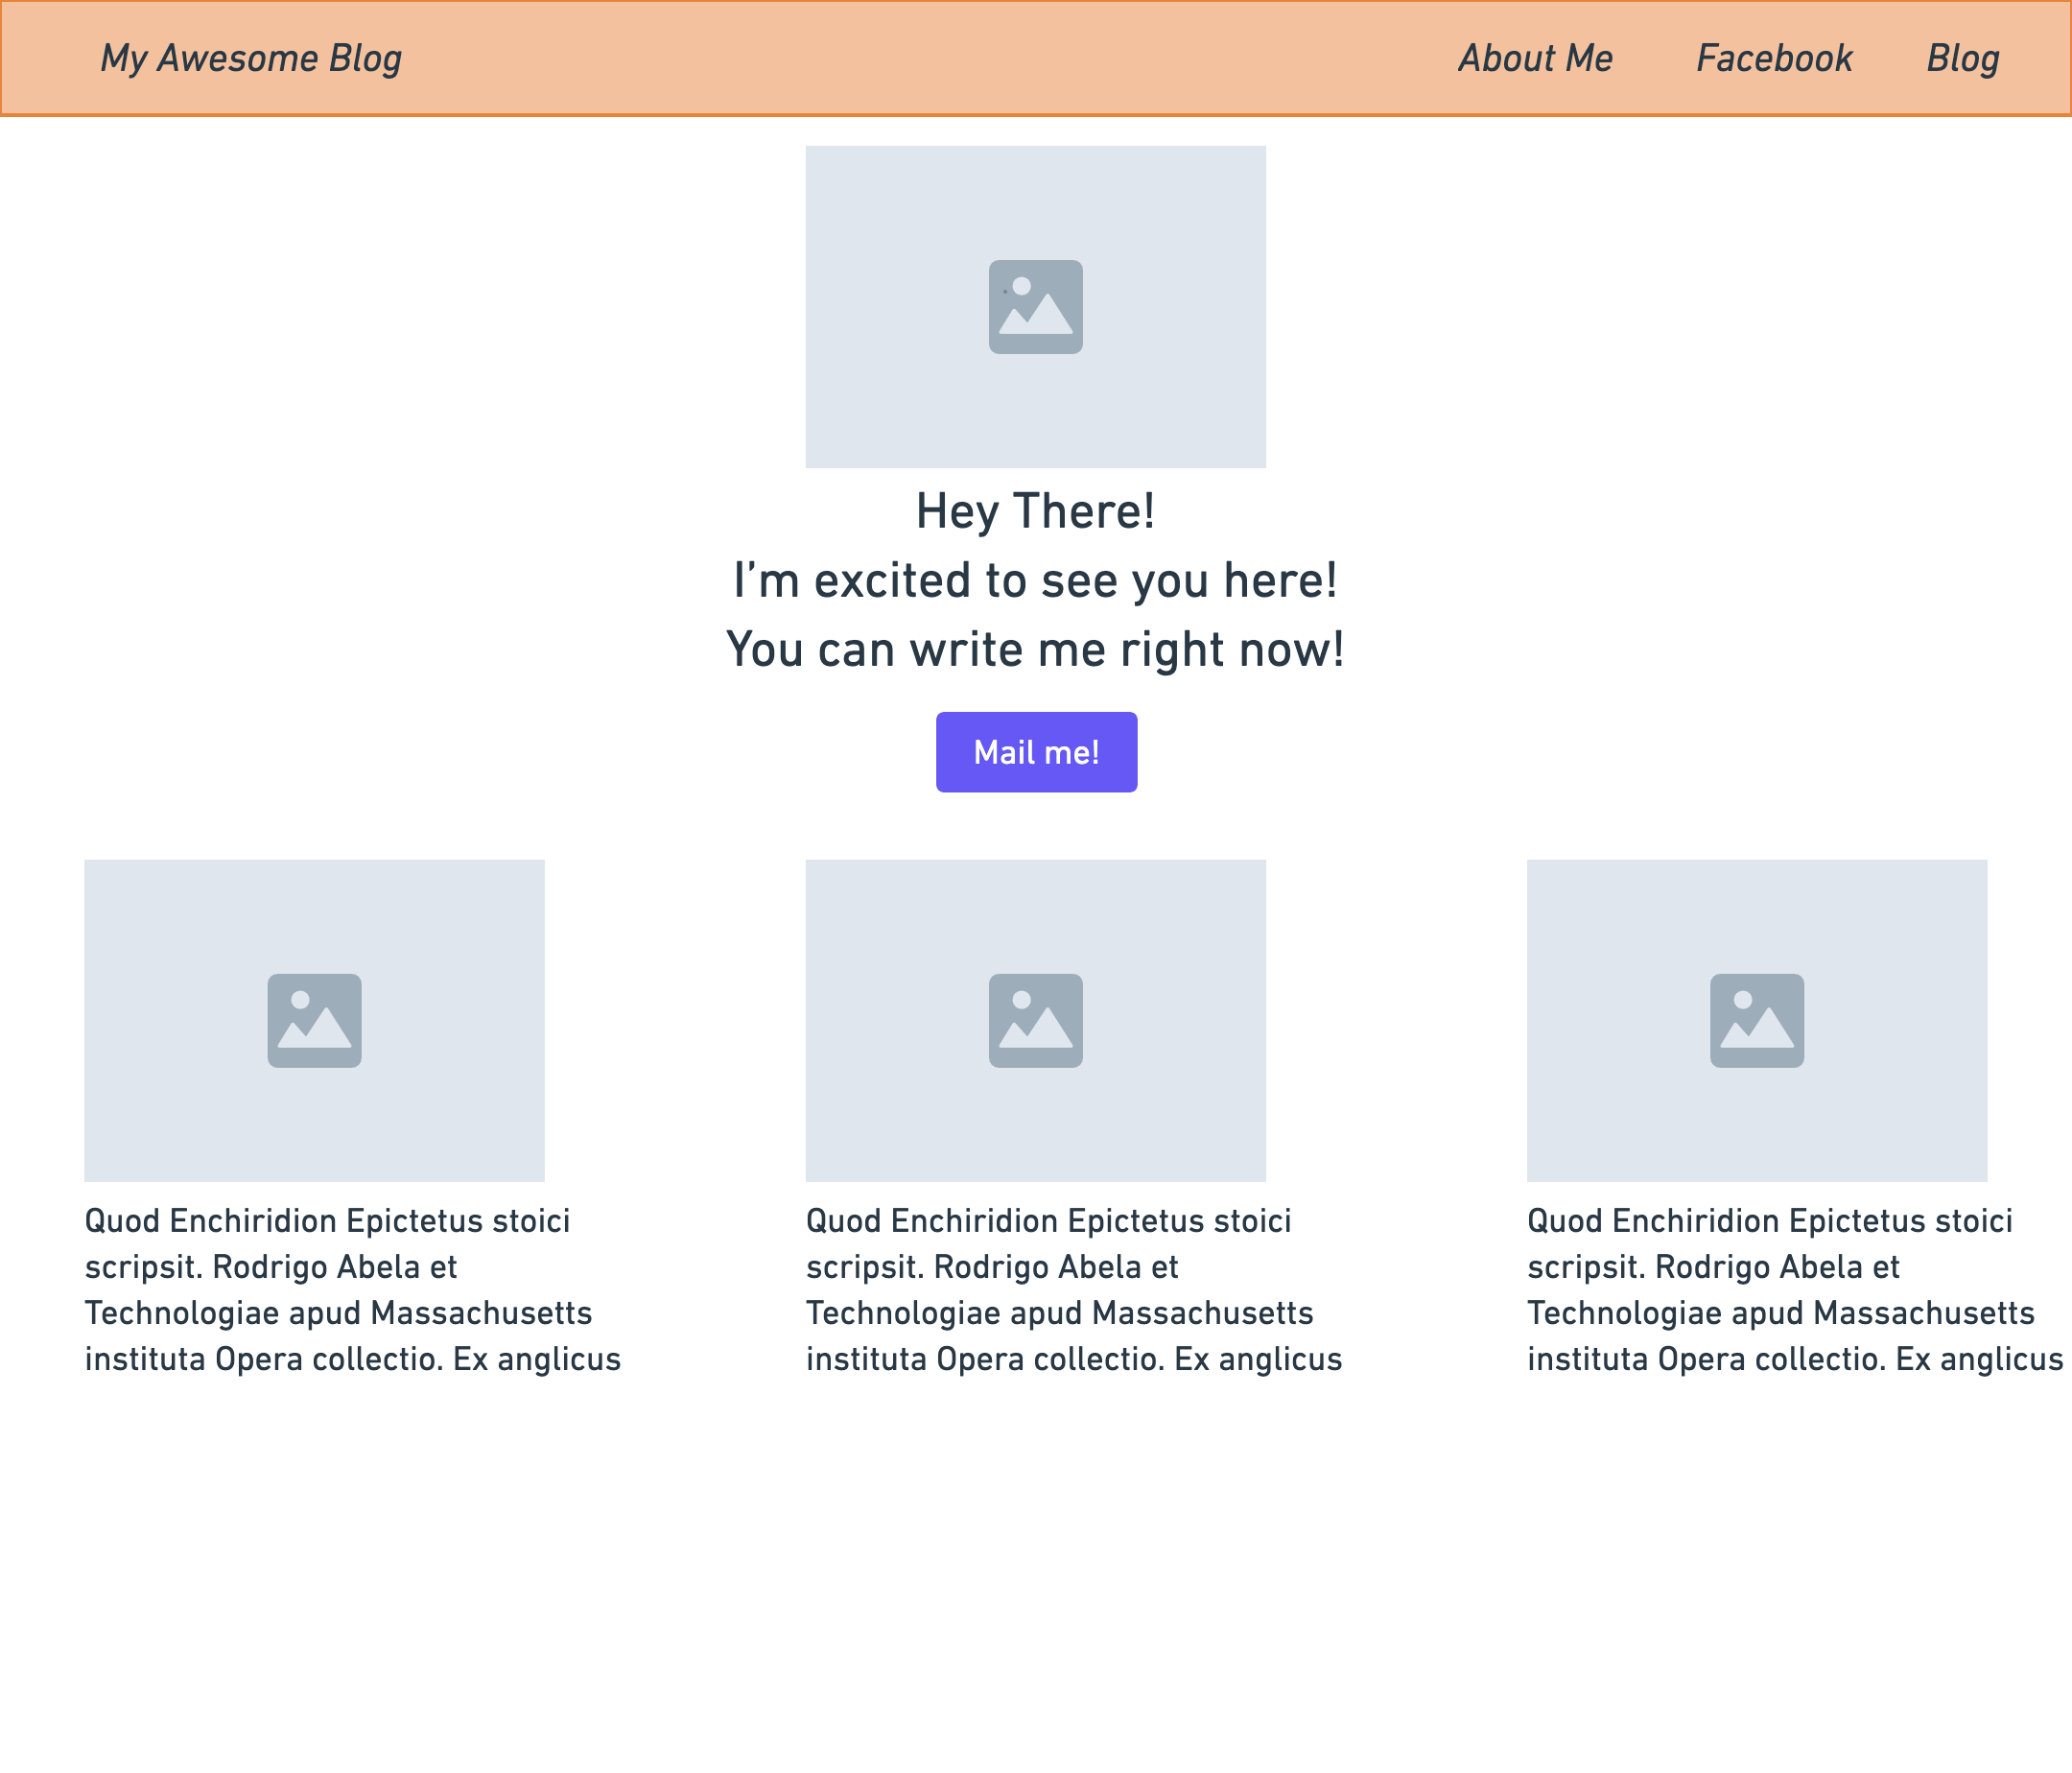 My Awesome Blog
About Me
Facebook
Blog
Hey There!
I’m excited to see you here!
You can write me right now!
Mail me!
Quod Enchiridion Epictetus stoici
scripsit. Rodrigo Abela et
Technologiae apud Massachusetts
instituta Opera collectio. Ex anglicus
Quod Enchiridion Epictetus stoici
scripsit. Rodrigo Abela et
Technologiae apud Massachusetts
instituta Opera collectio. Ex anglicus
Quod Enchiridion Epictetus stoici
scripsit. Rodrigo Abela et
Technologiae apud Massachusetts
instituta Opera collectio. Ex anglicus